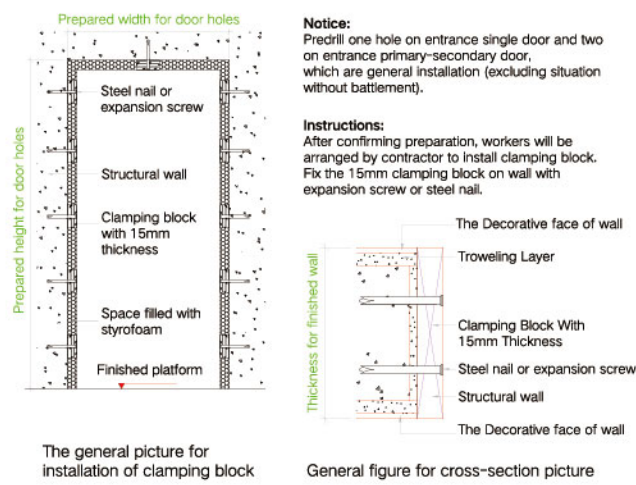 Prepared width for door holes
Prepared height for door holes
Steel nail or
expansion screw
Structural wall
Clamping block
with 15mm
thickness
Space filled with
styrofoam
Finished platform
The general picture for
installation of clamping block
Notice:
Predrill one hole on entrance single door and two
on entrance primary-secondary door,
which are general installation (excluding situation
without battlement).
Instructions:
After confirming preparation, workers will be
arranged by contractor to install clamping block.
Fix the 15mm clamping block on wall with
expansion screw or steel nail.
Thickness for finished wall
The Decorative face of wall
Troweling Layer
Clamping Block With
15mm Thickness
Steel nail or expansion screw
Structural wall
The Decorative face of wall
General figure for cross-section picture